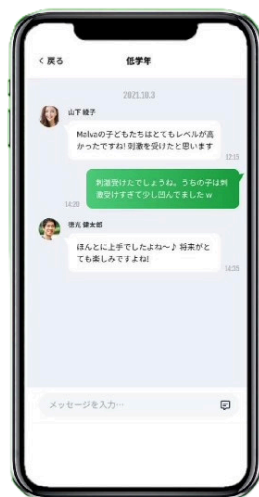 < 戻る 低学年
2021.10.3
山下 綾子
Malvaの子どもたちはとてもレベルが高
かったですね! 刺激を受けたと思います
12:15
刺激受けたでしょうね。うちの子は刺
激受けすぎて少し凹んでましたw
14:20
徳光 健太郎
ほんとに上手でしたよね〜♪ 将来がと
ても楽しみですよね!
14:35
メッセージを入力…